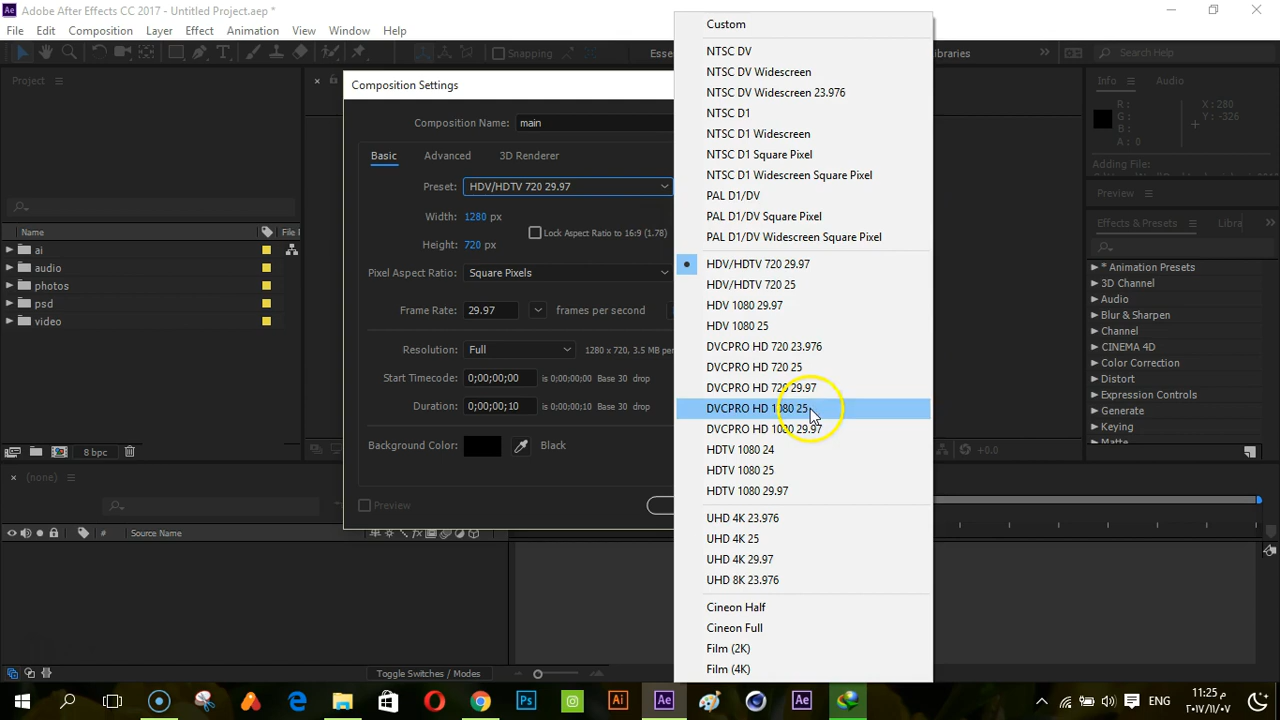 Adobe After Effects CC 2017 - Untitled Project.aep *
File Edit Composition Layer Effect Animation View Window Help
Snapping
Search Help
Project
Name
File
ai
audio
photos
psd
video
8 bpc
Composition Settings
Composition Name: main
Basic Advanced 3D Renderer
Preset: HDV/HDTV 720 29.97
Width: 1280 px
Lock Aspect Ratio to 16:9 (1.78)
Height: 720 px
Pixel Aspect Ratio: Square Pixels
Frame Rate: 29.97 frames per second
Resolution: Full 1280 x 720, 3.5 MB
Start Timecode: 0;00;00;00 is 0;00;00;00 Base 30 drop
Duration: 0;00;00;10 is 0;00;00;10 Base 30 drop
Background Color: Black
Preview
Custom
NTSC DV
NTSC DV Widescreen
NTSC DV Widescreen 23.976
NTSC D1
NTSC D1 Widescreen
NTSC D1 Square Pixel
NTSC D1 Widescreen Square Pixel
PAL D1/DV
PAL D1/DV Square Pixel
PAL D1/DV Widescreen Square Pixel
HDV/HDTV 720 29.97
HDV/HDTV 720 25
HDV 1080 29.97
HDV 1080 25
DVCPRO HD 720 23.976
DVCPRO HD 720 25
DVCPRO HD 720 29.97
DVCPRO HD 1080 25
DVCPRO HD 1080 29.97
HDTV 1080 24
HDTV 1080 25
HDTV 1080 29.97
UHD 4K 23.976
UHD 4K 25
UHD 4K 29.97
UHD 8K 23.976
Cineon Half
Cineon Full
Film (2K)
Film (4K)
Info Audio
R : X : 280
G : Y : -326
B :
A : 0
Adding File:
Preview
Effects & Presets
* Animation Presets
3D Channel
Audio
Blur & Sharpen
Channel
CINEMA 4D
Color Correction
Distort
Expression Controls
Generate
Keying
Matte
+0.0
(none)
# Source Name
Toggle Switches / Modes
ENG
11:25
٢٠١٧/١١/٠٧